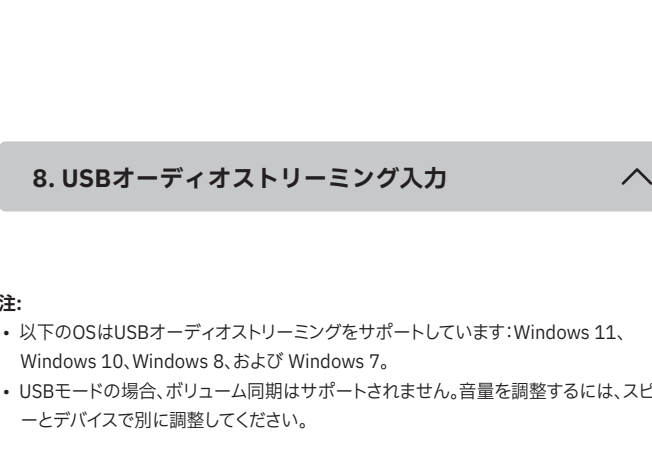 8. USBオーディオストリーミング入力
注:
• 以下のOSはUSBオーディオストリーミングをサポートしています：Windows 11、
Windows 10、Windows 8、および Windows 7。
• USBモードの場合、ボリューム同期はサポートされません。音量を調整するには、スピ
ーとデバイスで別に調整してください。